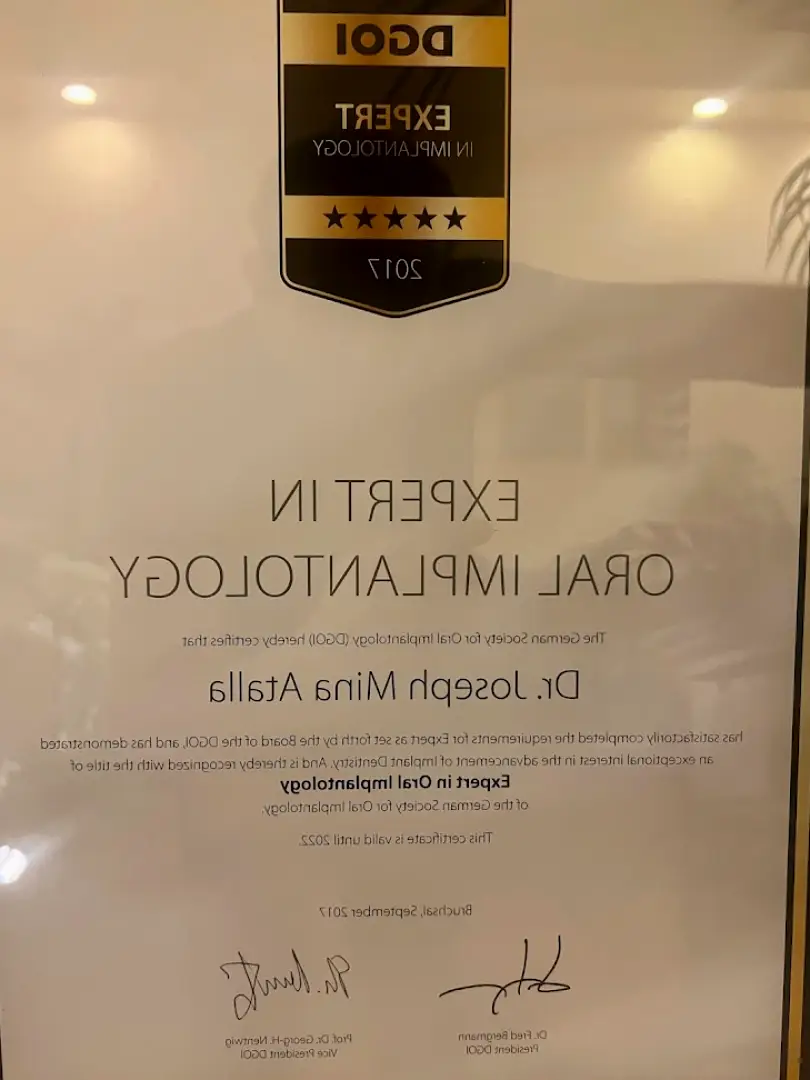 DGOI
EXPERT
IN IMPLANTOLOGY
2017
EXPERT IN
ORAL IMPLANTOLOGY
The German Society for Oral Implantology (DGOI) hereby certifies that
Dr. Joseph Mina Atalla
has satisfactorily completed the requirements for Expert as set forth by the Board of the DGOI, and has demonstrated
an exceptional interest in the advancement of Implant Dentistry. And is thereby recognized with the title of
Expert in Oral Implantology
of the German Society for Oral Implantology.
This certificate is valid until 2022.
Bruchsal, September 2017
Dr. Fred Bergmann
President DGOI
Prof. Dr. Georg-H. Nentwig
Vice President DGOI